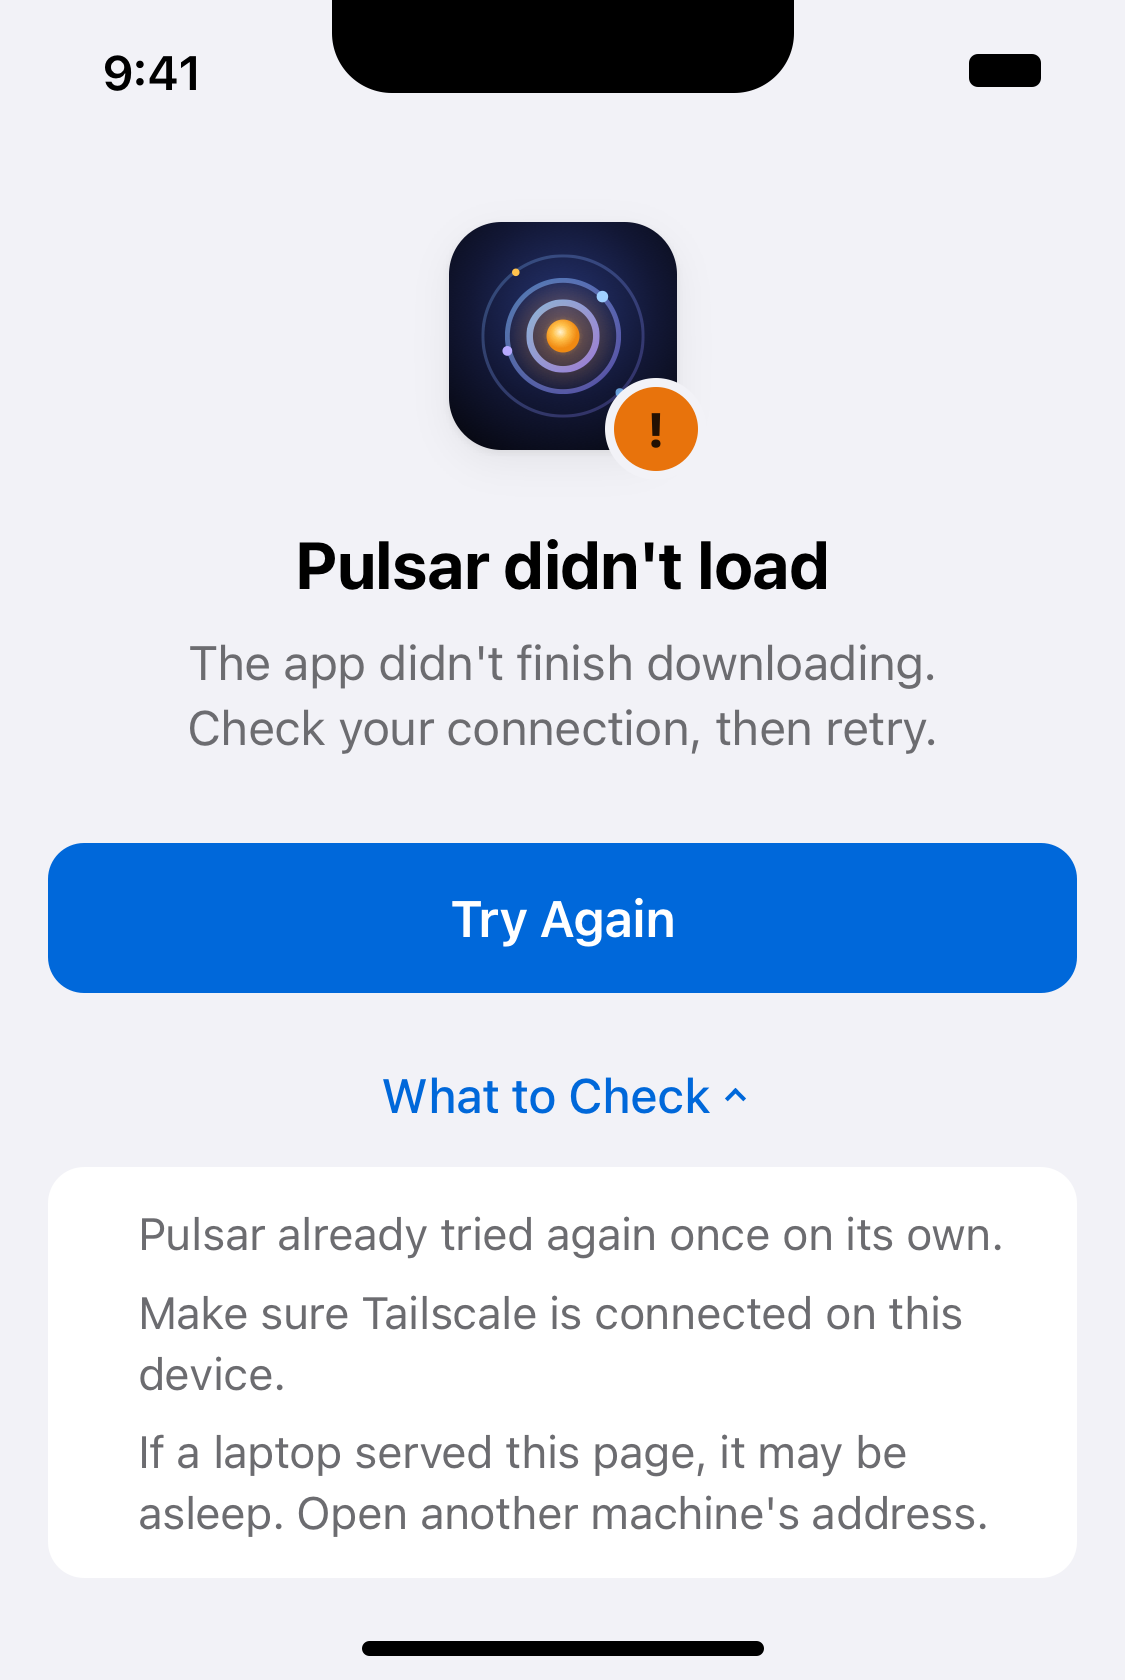 9:41
!
Pulsar didn't load
The app didn't finish downloading.
Check your connection, then retry.
Try Again
What to Check
Pulsar already tried again once on its own.
Make sure Tailscale is connected on this
device.
If a laptop served this page, it may be
asleep. Open another machine's address.